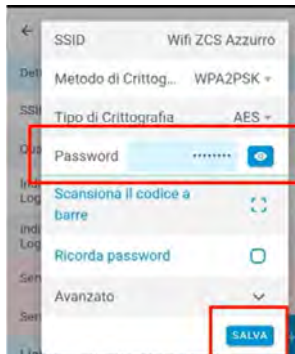 SSID Wifi ZCS Azzurro
Metodo di Crittog... WPA2PSK
Tipo di Crittografia AES
Password ........
Scansiona il codice a
barre
Ricorda password
Avanzato
SALVA